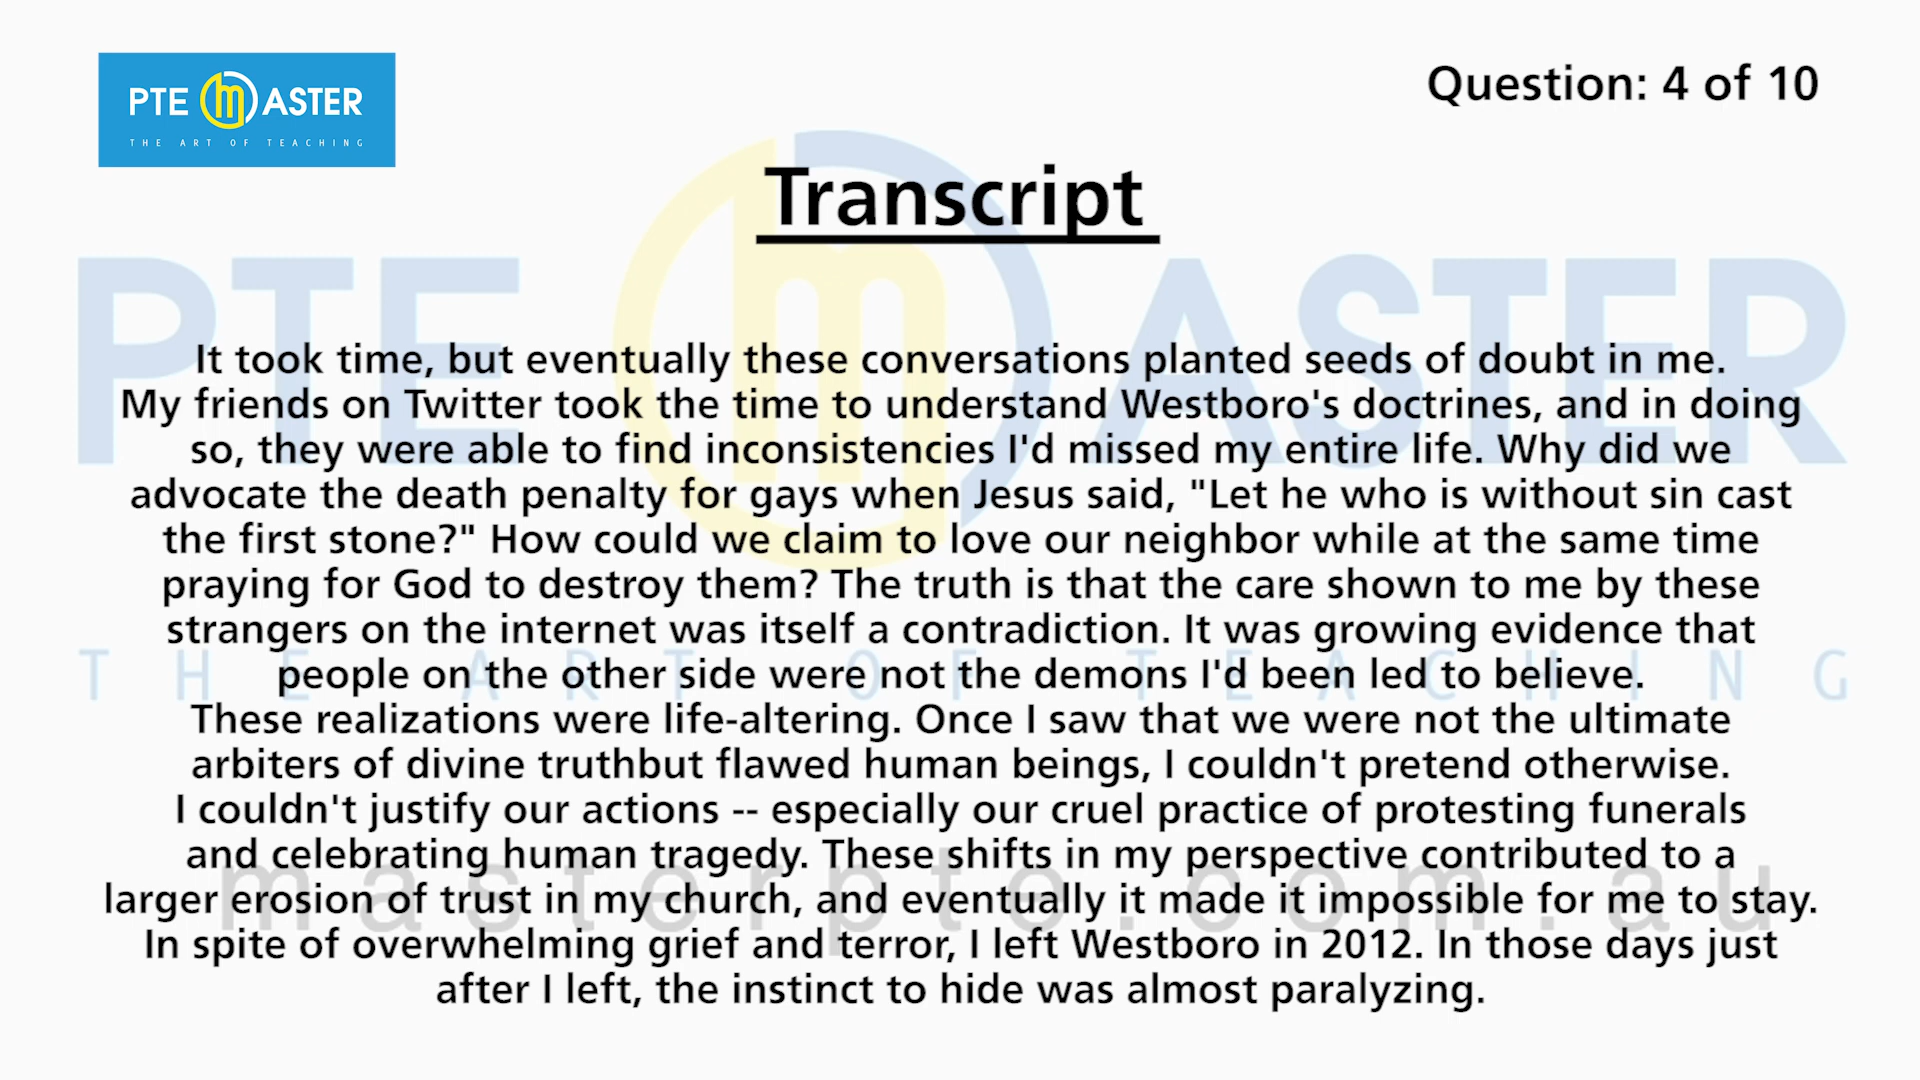 PTE MASTER
THE ART OF TEACHING
Question: 4 of 10
Transcript
It took time, but eventually these conversations planted seeds of doubt in me.
My friends on Twitter took the time to understand Westboro's doctrines, and in doing
so, they were able to find inconsistencies I'd missed my entire life. Why did we
advocate the death penalty for gays when Jesus said, "Let he who is without sin cast
the first stone?" How could we claim to love our neighbor while at the same time
praying for God to destroy them? The truth is that the care shown to me by these
strangers on the internet was itself a contradiction. It was growing evidence that
people on the other side were not the demons I'd been led to believe.
These realizations were life-altering. Once I saw that we were not the ultimate
arbiters of divine truthbut flawed human beings, I couldn't pretend otherwise.
I couldn't justify our actions -- especially our cruel practice of protesting funerals
and celebrating human tragedy. These shifts in my perspective contributed to a
larger erosion of trust in my church, and eventually it made it impossible for me to stay.
In spite of overwhelming grief and terror, I left Westboro in 2012. In those days just
after I left, the instinct to hide was almost paralyzing.
PTE MASTER
THE ART OF TEACHING
masterpte.com.au